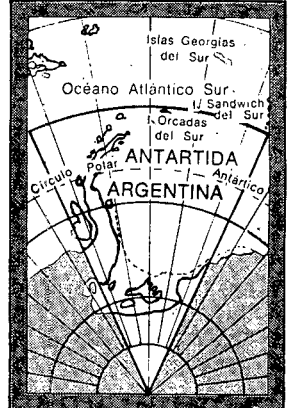 Islas Georgias
del Sur
Océano Atlántico Sur
I. Sandwich
del Sur
I. Orcadas
del Sur
Círculo Polar Antártico
ANTARTIDA
ARGENTINA